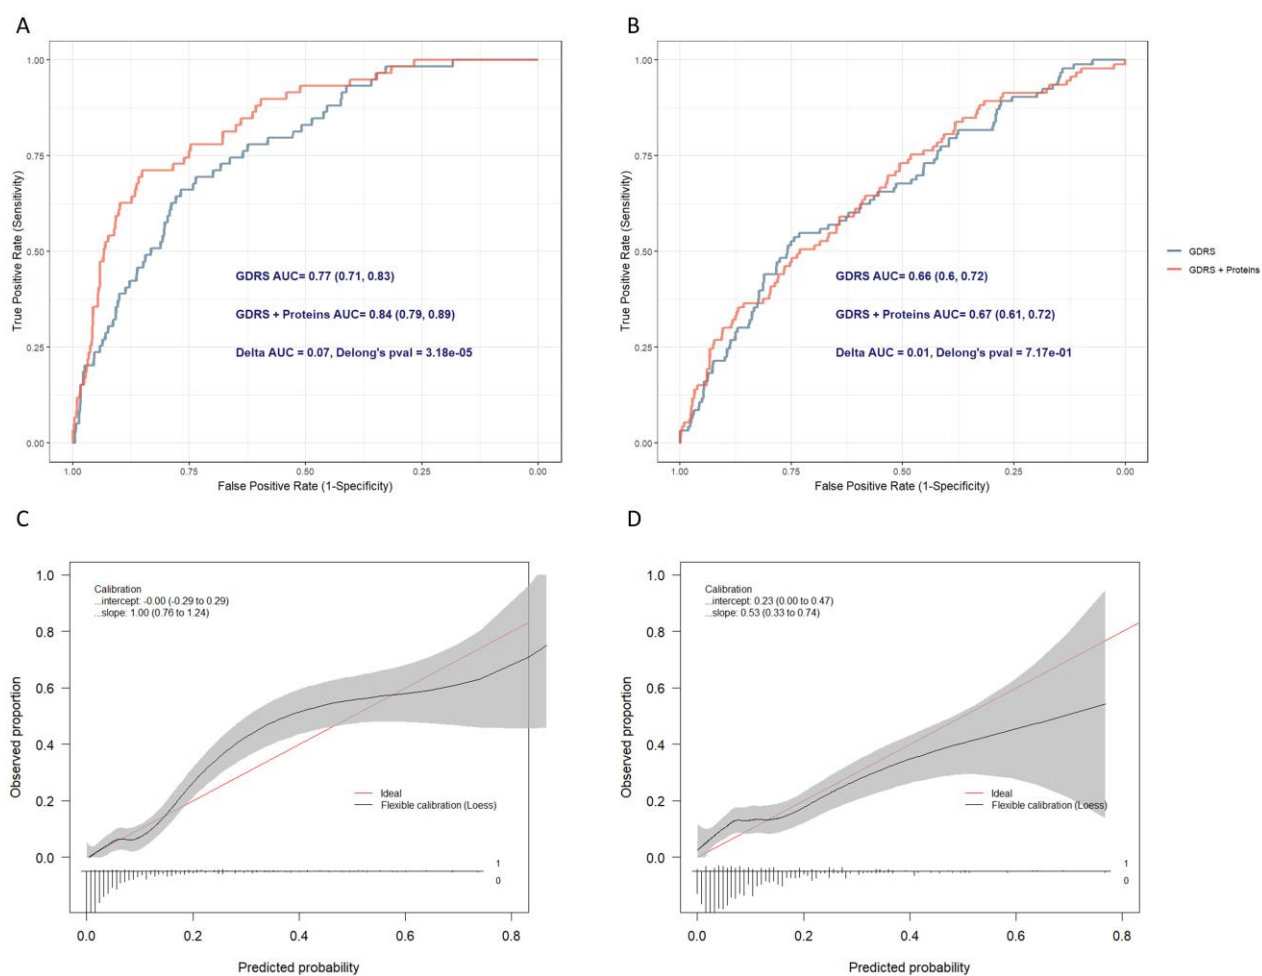 A
1.00
0.75
0.50
0.25
0.00
True Positive Rate (Sensitivity)
GDRS AUC= 0.77 (0.71, 0.83)
GDRS + Proteins AUC= 0.84 (0.79, 0.89)
Delta AUC = 0.07, Delong's pval = 3.18e-05
1.00 0.75 0.50 0.25 0.00
False Positive Rate (1-Specificity)
B
1.00
0.75
0.50
0.25
0.00
True Positive Rate (Sensitivity)
GDRS AUC= 0.66 (0.6, 0.72)
GDRS + Proteins AUC= 0.67 (0.61, 0.72)
Delta AUC = 0.01, Delong's pval = 7.17e-01
1.00 0.75 0.50 0.25 0.00
False Positive Rate (1-Specificity)
GDRS
GDRS + Proteins
C
1.0
0.8
0.6
0.4
0.2
0.0
Observed proportion
Calibration
...intercept: -0.00 (-0.29 to 0.29)
...slope: 1.00 (0.76 to 1.24)
Ideal
Flexible calibration (Loess)
1
0
0.0 0.2 0.4 0.6 0.8
Predicted probability
D
1.0
0.8
0.6
0.4
0.2
0.0
Observed proportion
Calibration
...intercept: 0.23 (0.00 to 0.47)
...slope: 0.53 (0.33 to 0.74)
Ideal
Flexible calibration (Loess)
1
0
0.0 0.2 0.4 0.6 0.8
Predicted probability